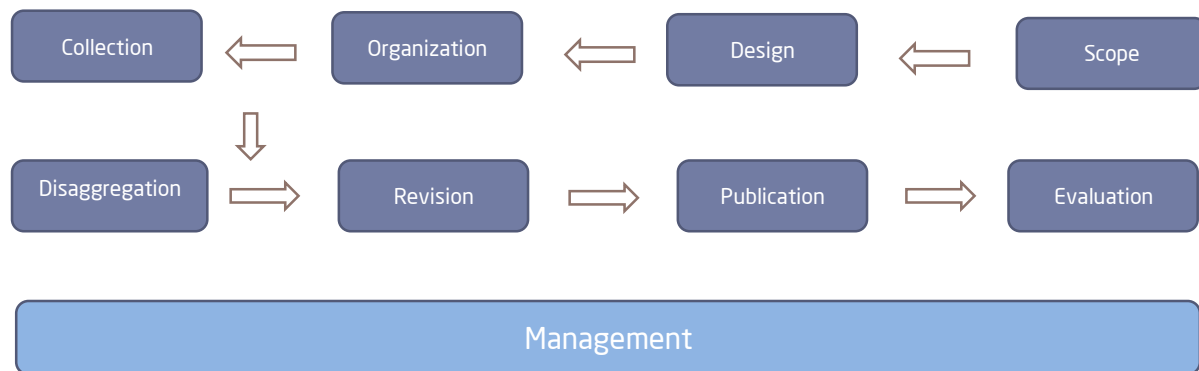 Collection
Organization
Design
Scope
Disaggregation
Revision
Publication
Evaluation
Management